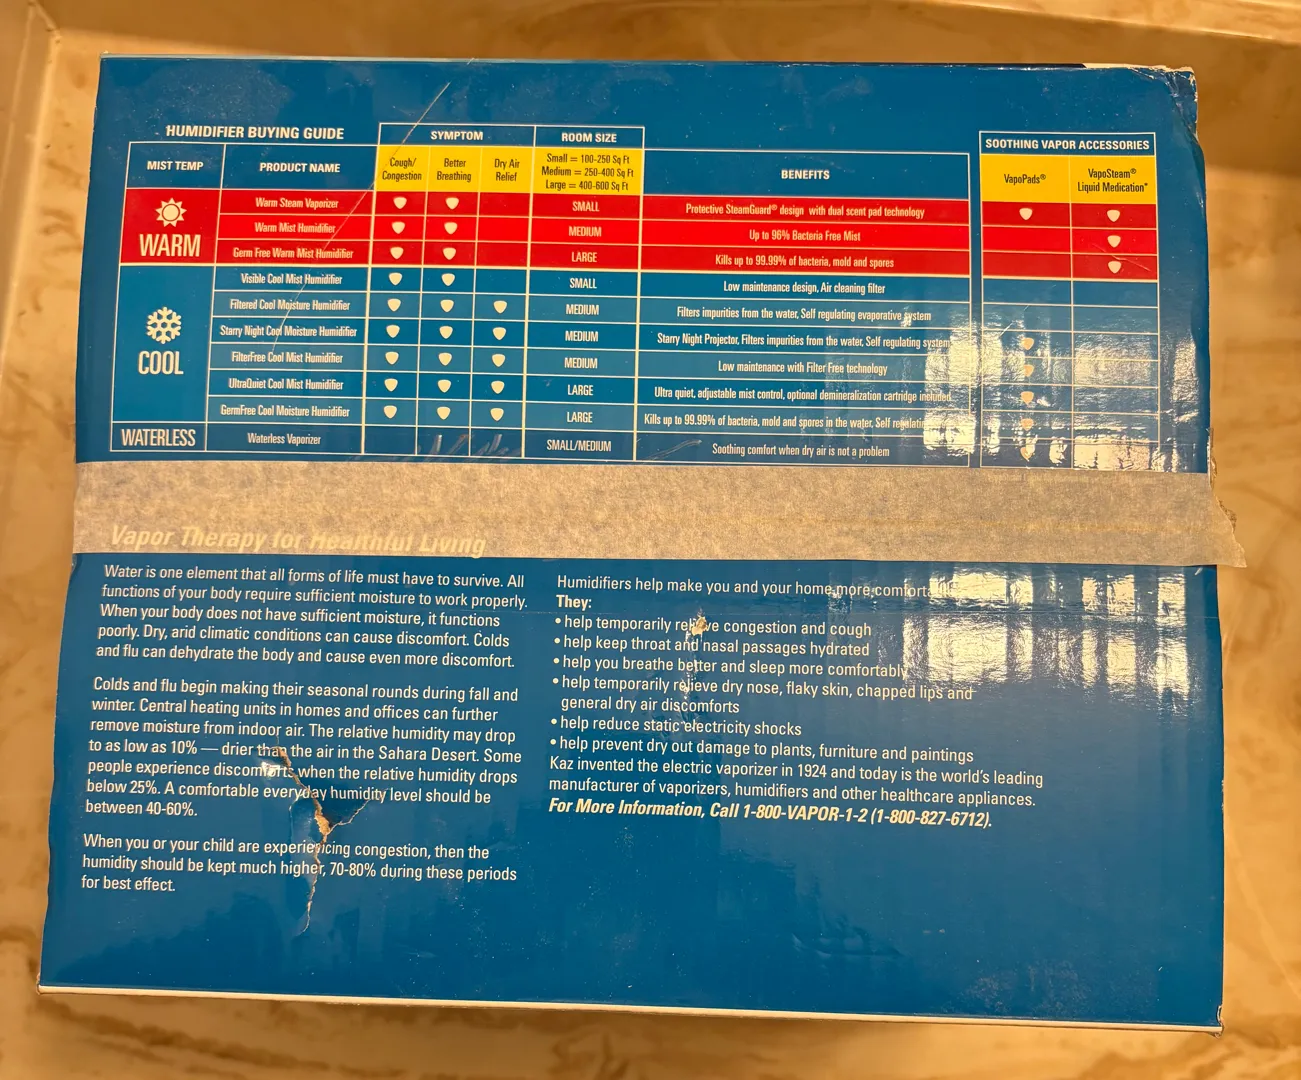 HUMIDIFIER BUYING GUIDE
SYMPTOM
ROOM SIZE
SOOTHING VAPOR ACCESSORIES
MIST TEMP
PRODUCT NAME
Cough/
Congestion
Better
Breathing
Dry Air
Relief
Small = 100-250 Sq Ft
Medium = 250-400 Sq Ft
Large = 400-600 Sq Ft
BENEFITS
VapoPads®
VapoSteam®
Liquid Medication*
WARM
Warm Steam Vaporizer SMALL Protective SteamGuard® design with dual scent pad technology
Warm Mist Humidifier MEDIUM Up to 96% Bacteria Free Mist
Germ Free Warm Mist Humidifier LARGE Kills up to 99.99% of bacteria, mold and spores
COOL
Visible Cool Mist Humidifier SMALL Low maintenance design, Air cleaning filter
Filtered Cool Moisture Humidifier MEDIUM Filters impurities from the water, Self regulating evaporative system
Starry Night Cool Moisture Humidifier MEDIUM Starry Night Projector, Filters impurities from the water, Self regulating system
FilterFree Cool Mist Humidifier MEDIUM Low maintenance with Filter Free technology
UltraQuiet Cool Mist Humidifier LARGE Ultra quiet, adjustable mist control, optional demineralization cartridge included
GermFree Cool Moisture Humidifier LARGE Kills up to 99.99% of bacteria, mold and spores in the water, Self
WATERLESS
Waterless Vaporizer SMALL/MEDIUM Soothing comfort when dry air is not a problem
Vapor Therapy for Healthful Living
Water is one element that all forms of life must have to survive. All
functions of your body require sufficient moisture to work properly.
When your body does not have sufficient moisture, it functions
poorly. Dry, arid climatic conditions can cause discomfort. Colds
and flu can dehydrate the body and cause even more discomfort.
Colds and flu begin making their seasonal rounds during fall and
winter. Central heating units in homes and offices can further
remove moisture from indoor air. The relative humidity may drop
to as low as 10% — drier than the air in the Sahara Desert. Some
people experience discomforts when the relative humidity drops
below 25%. A comfortable everyday humidity level should be
between 40-60%.
When you or your child are experiencing congestion, then the
humidity should be kept much higher, 70-80% during these periods
for best effect.
Humidifiers help make you and your home more
They:
• help temporarily relieve congestion and cough
• help keep throat and nasal passages hydrated
• help you breathe better and sleep more comfortably
• help temporarily relieve dry nose, flaky skin, chapped lips and
general dry air discomforts
• help reduce static electricity shocks
• help prevent dry out damage to plants, furniture and paintings
Kaz invented the electric vaporizer in 1924 and today is the world's leading
manufacturer of vaporizers, humidifiers and other healthcare appliances.
For More Information, Call 1-800-VAPOR-1-2 (1-800-827-6712).